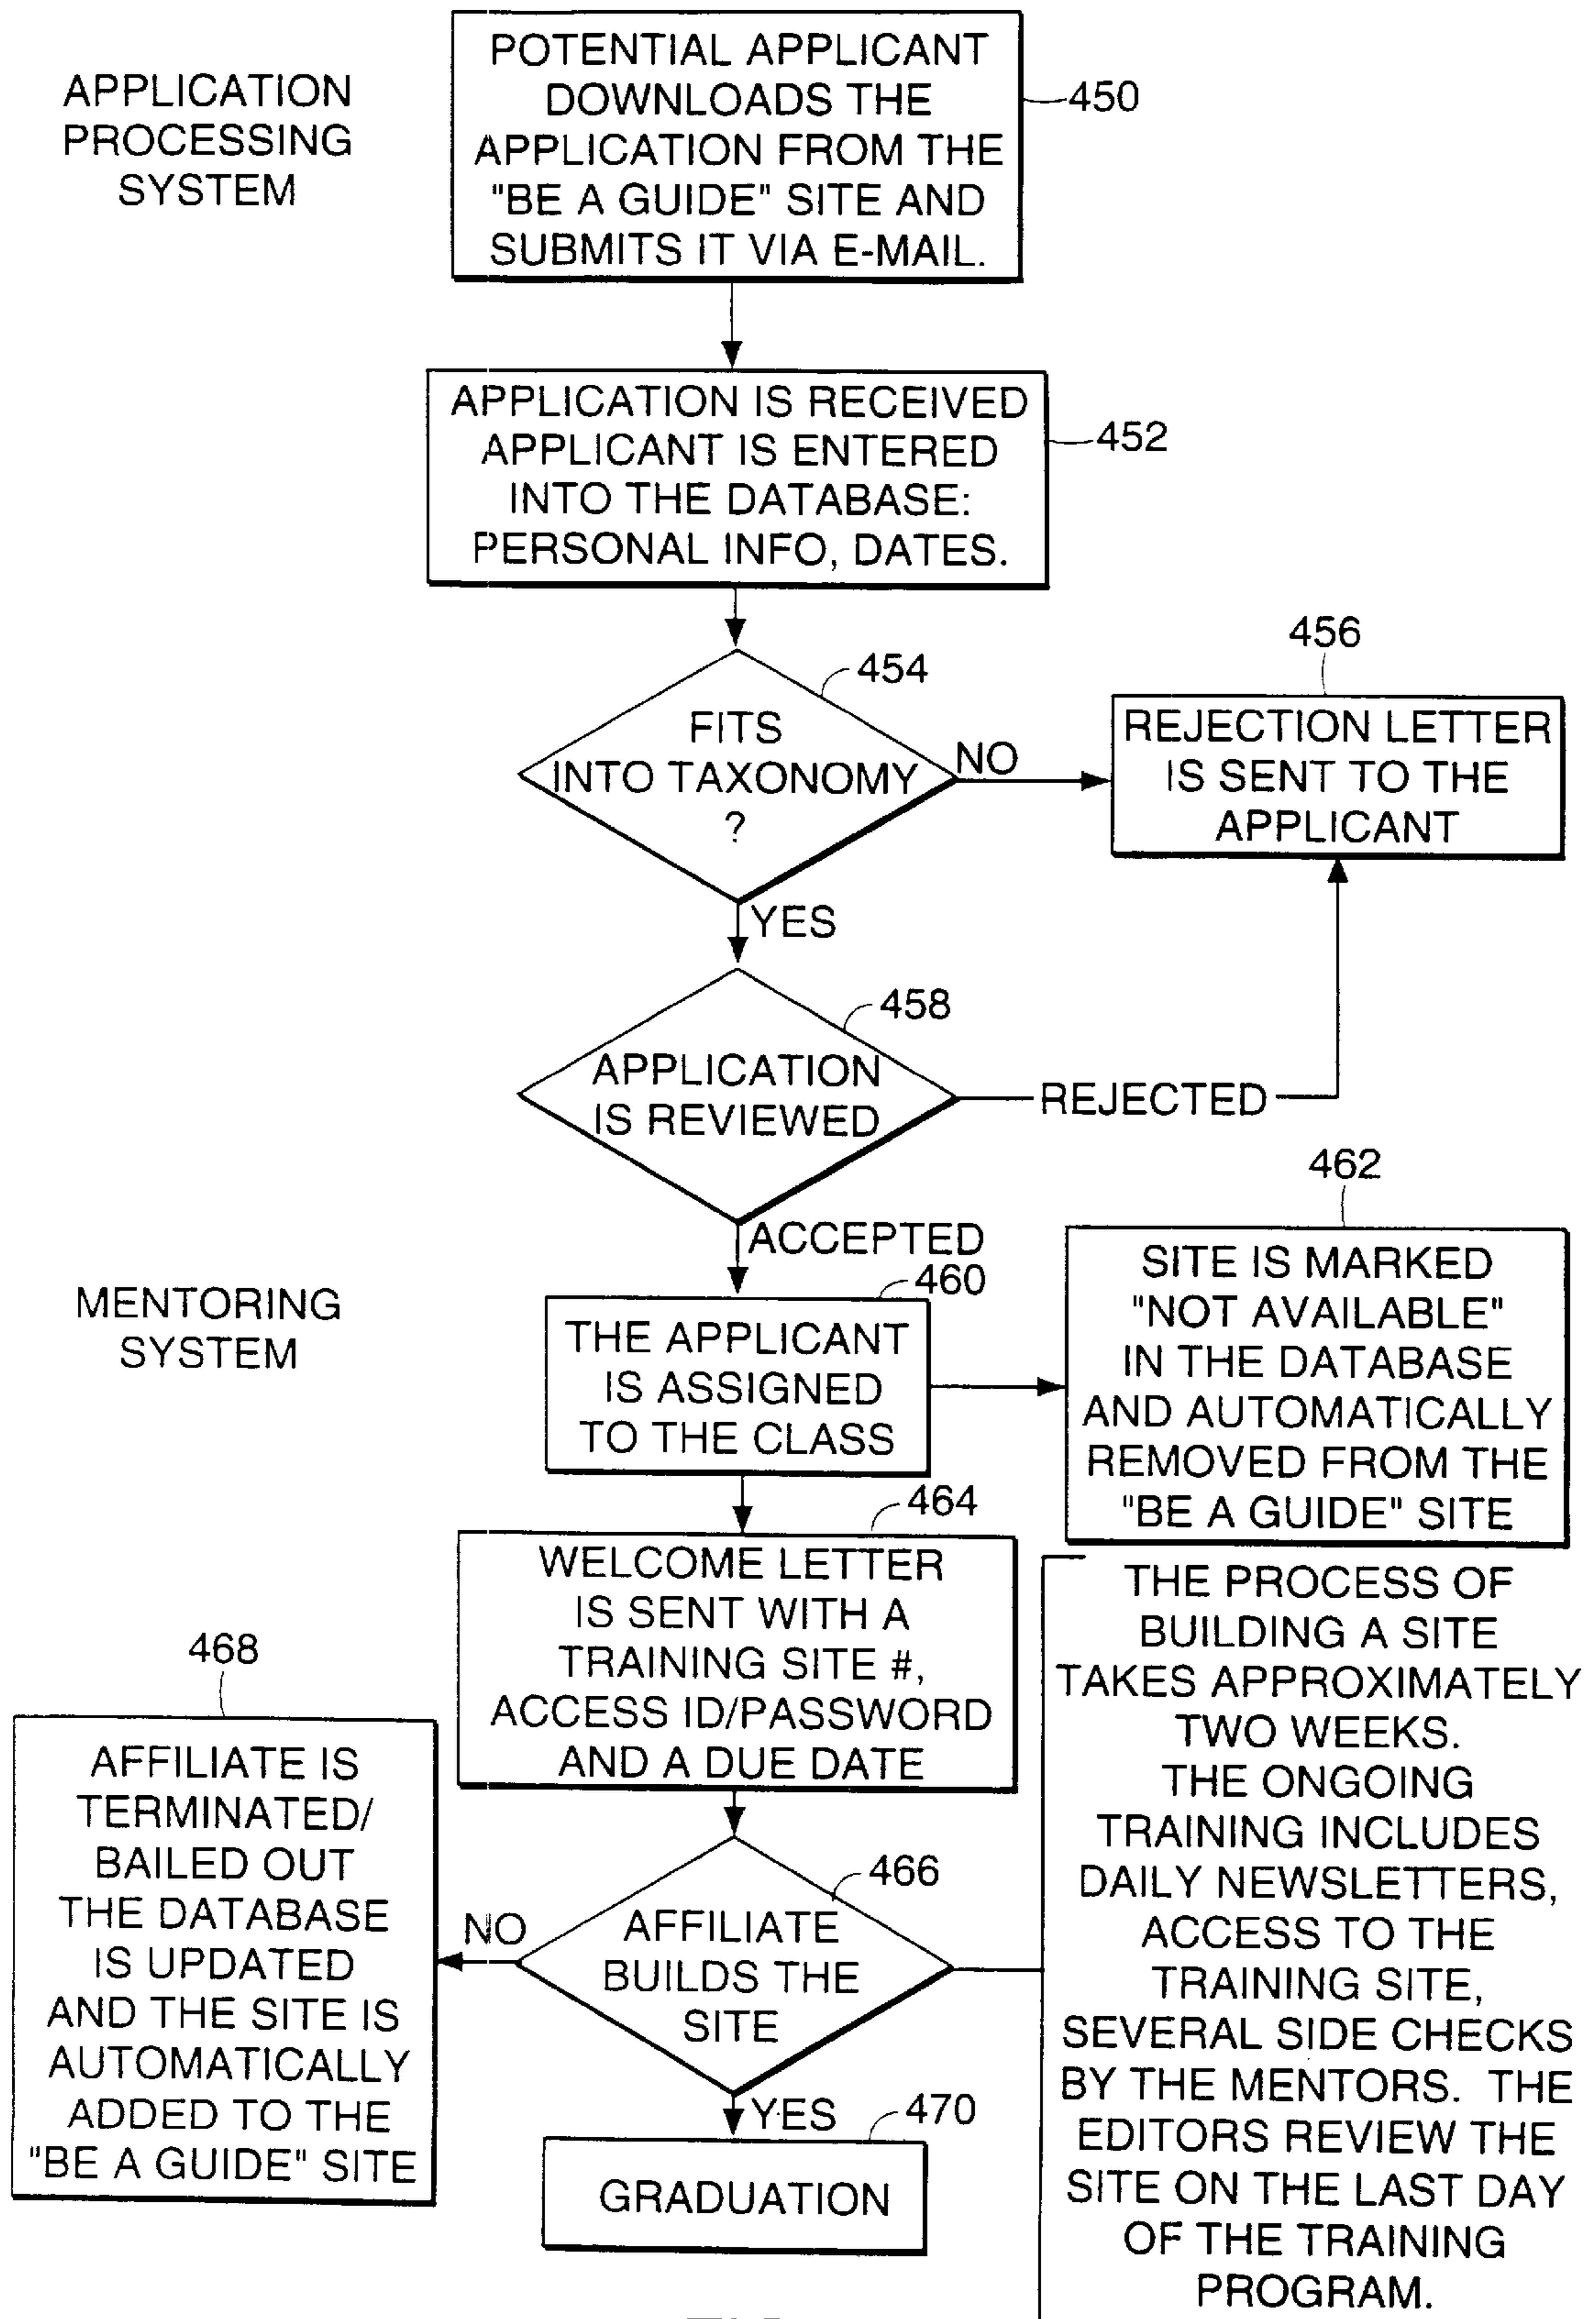 APPLICATION
PROCESSING
SYSTEM
POTENTIAL APPLICANT
DOWNLOADS THE
APPLICATION FROM THE
"BE A GUIDE" SITE AND
SUBMITS IT VIA E-MAIL.
450
APPLICATION IS RECEIVED
APPLICANT IS ENTERED
INTO THE DATABASE:
PERSONAL INFO, DATES.
452
454
FITS
INTO TAXONOMY
?
NO
456
REJECTION LETTER
IS SENT TO THE
APPLICANT
YES
458
APPLICATION
IS REVIEWED
REJECTED
ACCEPTED
MENTORING
SYSTEM
460
THE APPLICANT
IS ASSIGNED
TO THE CLASS
462
SITE IS MARKED
"NOT AVAILABLE"
IN THE DATABASE
AND AUTOMATICALLY
REMOVED FROM THE
"BE A GUIDE" SITE
464
WELCOME LETTER
IS SENT WITH A
TRAINING SITE #,
ACCESS ID/PASSWORD
AND A DUE DATE
466
AFFILIATE
BUILDS THE
SITE
NO
468
AFFILIATE IS
TERMINATED/
BAILED OUT
THE DATABASE
IS UPDATED
AND THE SITE IS
AUTOMATICALLY
ADDED TO THE
"BE A GUIDE" SITE
YES
470
GRADUATION
THE PROCESS OF
BUILDING A SITE
TAKES APPROXIMATELY
TWO WEEKS.
THE ONGOING
TRAINING INCLUDES
DAILY NEWSLETTERS,
ACCESS TO THE
TRAINING SITE,
SEVERAL SIDE CHECKS
BY THE MENTORS. THE
EDITORS REVIEW THE
SITE ON THE LAST DAY
OF THE TRAINING
PROGRAM.